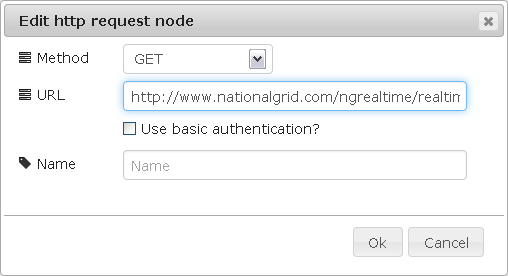 Edit http request node
Method GET
URL http://www.nationalgrid.com/ngrealtime/realtim
Use basic authentication?
Name Name
Ok Cancel